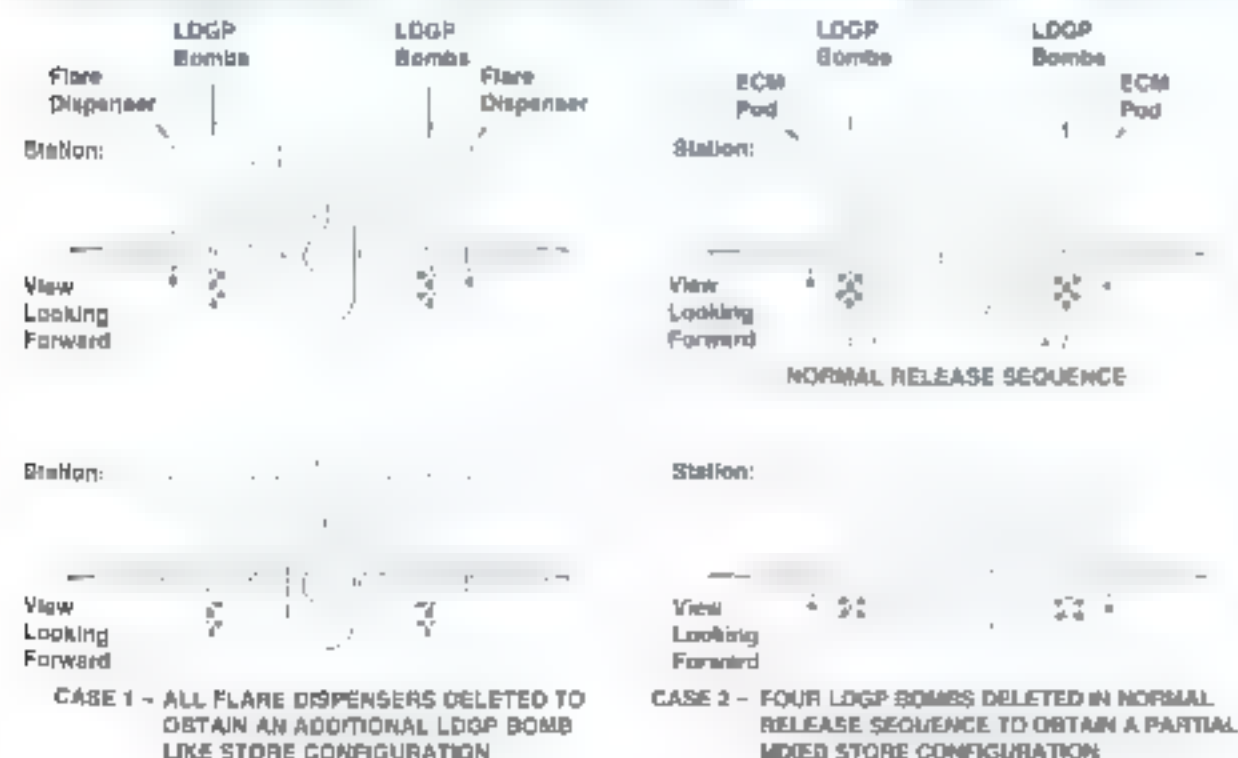 LDGP
Bombs
LDGP
Bombs
Flare
Dispenser
Flare
Dispenser
Station:
View
Looking
Forward
LDGP
Bombs
LDGP
Bombs
ECM
Pod
ECM
Pod
Station:
View
Looking
Forward
NORMAL RELEASE SEQUENCE
Station:
View
Looking
Forward
CASE 1 - ALL FLARE DISPENSERS DELETED TO
OBTAIN AN ADDITIONAL LDGP BOMB
LIKE STORE CONFIGURATION
Station:
View
Looking
Forward
CASE 2 - FOUR LDGP BOMBS DELETED IN NORMAL
RELEASE SEQUENCE TO OBTAIN A PARTIAL
MIXED STORE CONFIGURATION